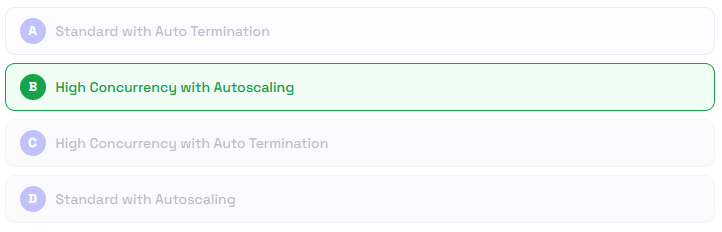 A Standard with Auto Termination
B High Concurrency with Autoscaling
C High Concurrency with Auto Termination
D Standard with Autoscaling